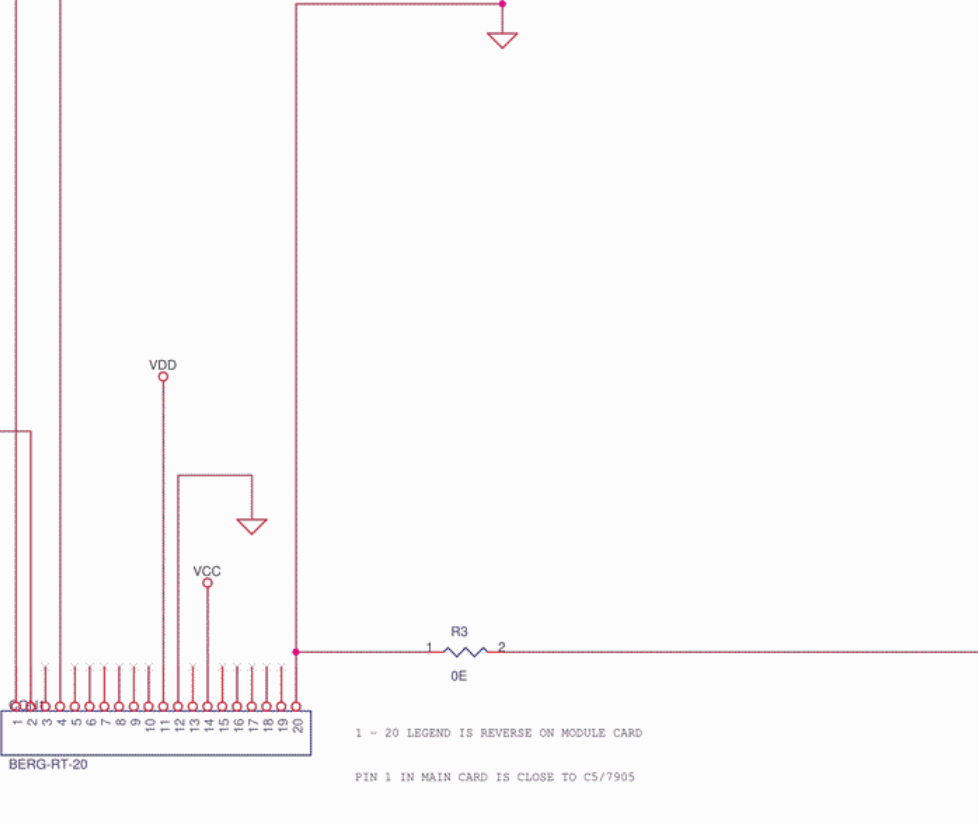 VDD
VCC
R3
1 2
0E
1 2 3 4 5 6 7 8 9 10 11 12 13 14 15 16 17 18 19 20
BERG-RT-20
1 - 20 LEGEND IS REVERSE ON MODULE CARD
PIN 1 IN MAIN CARD IS CLOSE TO C5/7905